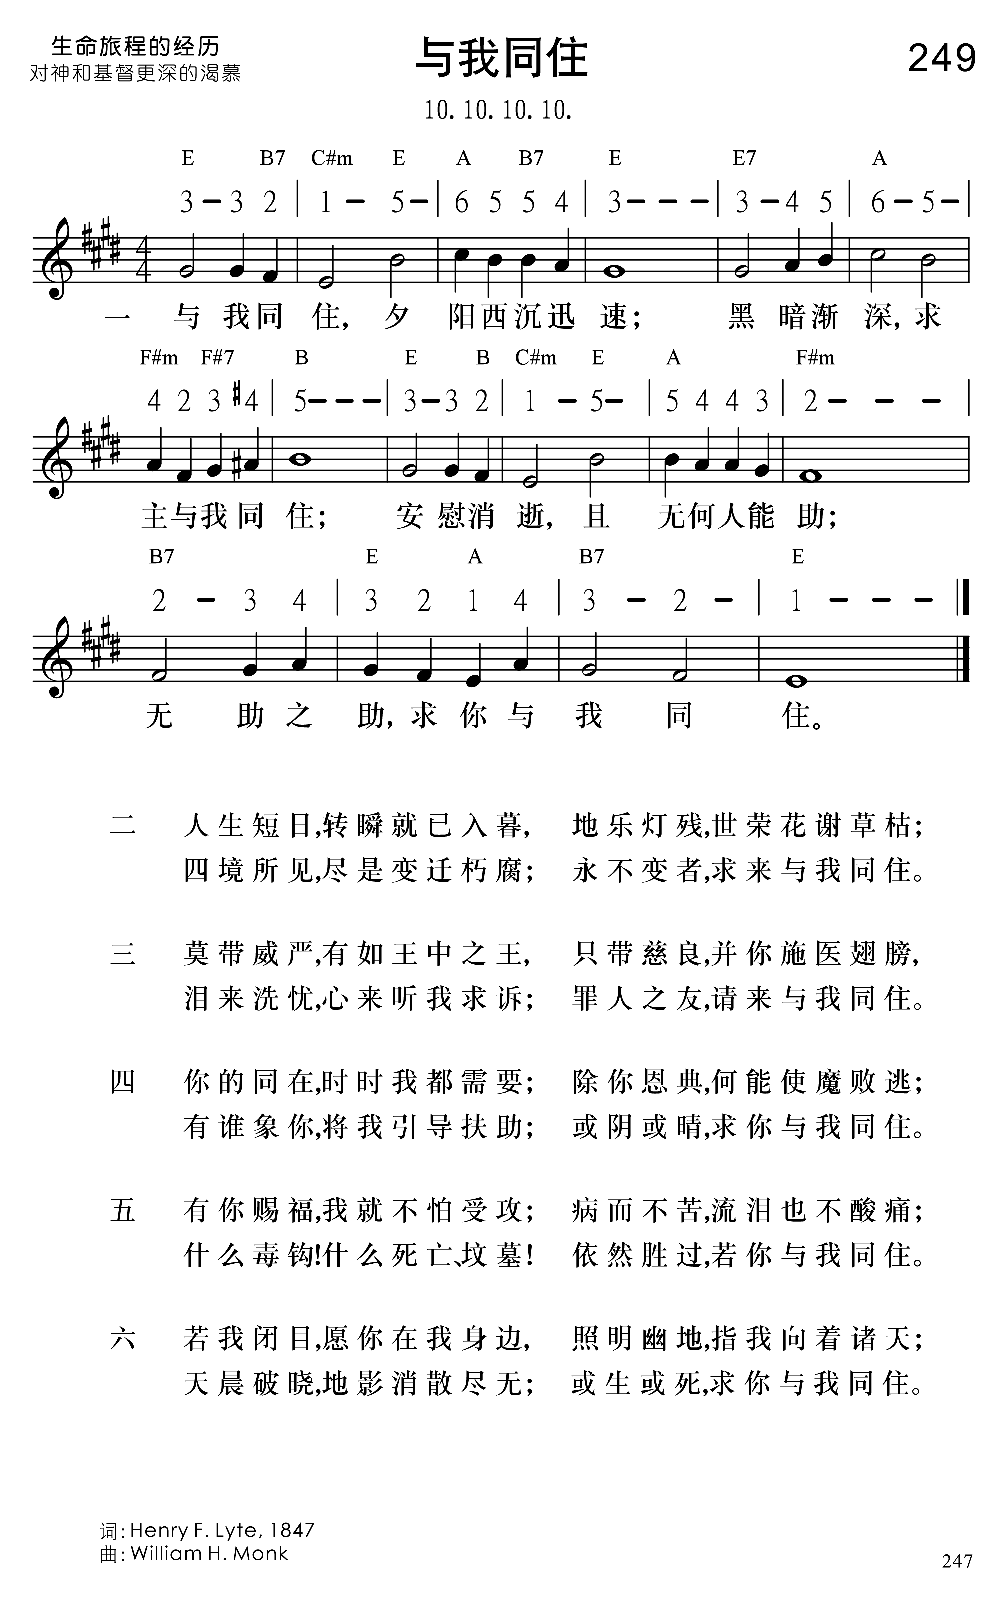 生命旅程的经历
对神和基督更深的渴慕
与我同住
249
10. 10. 10. 10.
E B7 C#m E A B7 E E7 A
3 – 3 2 | 1 – 5 – | 6 5 5 4 | 3 – – – | 3 – 4 5 | 6 – 5 – |
4 4
一 与我同住，夕阳西沉迅速；黑暗渐深，求
F#m F#7 B E B C#m E A F#m
4 2 3 #4 | 5 – – – | 3 – 3 2 | 1 – 5 – | 5 4 4 3 | 2 – – – |
主与我同住；安慰消逝，且无何人能助；
B7 E A B7 E
2 – 3 4 | 3 2 1 4 | 3 – 2 – | 1 – – –
无助之助，求你与我同住。
二 人生短日,转瞬就已入暮， 地乐灯残,世荣花谢草枯；
四境所见,尽是变迁朽腐； 永不变者,求来与我同住。
三 莫带威严,有如王中之王， 只带慈良,并你施医翅膀，
泪来洗忧,心来听我求诉； 罪人之友,请来与我同住。
四 你的同在,时时我都需要； 除你恩典,何能使魔败逃；
有谁象你,将我引导扶助； 或阴或晴,求你与我同住。
五 有你赐福,我就不怕受攻； 病而不苦,流泪也不酸痛；
什么毒钩!什么死亡、坟墓! 依然胜过,若你与我同住。
六 若我闭目,愿你在我身边， 照明幽地,指我向着诸天；
天晨破晓,地影消散尽无； 或生或死,求你与我同住。
词: Henry F. Lyte, 1847
曲: William H. Monk
247